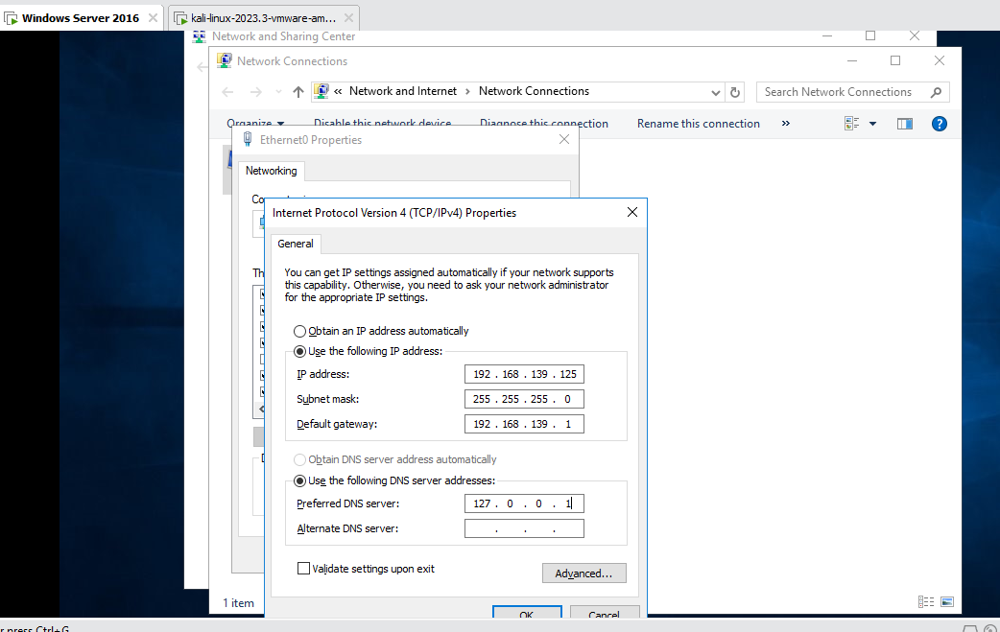 Windows Server 2016
kali-linux-2023.3-vmware-am...
Network and Sharing Center
Network Connections
« Network and Internet › Network Connections
Search Network Connections
Organize
Disable this network device
Diagnose this connection
Rename this connection
»
Ethernet0 Properties
Networking
Co
Th
Internet Protocol Version 4 (TCP/IPv4) Properties
General
You can get IP settings assigned automatically if your network supports
this capability. Otherwise, you need to ask your network administrator
for the appropriate IP settings.
Obtain an IP address automatically
Use the following IP address:
IP address: 192 . 168 . 139 . 125
Subnet mask: 255 . 255 . 255 . 0
Default gateway: 192 . 168 . 139 . 1
Obtain DNS server address automatically
Use the following DNS server addresses:
Preferred DNS server: 127 . 0 . 0 . 1
Alternate DNS server: . . .
Validate settings upon exit
Advanced...
OK
Cancel
1 item
r press Ctrl+G